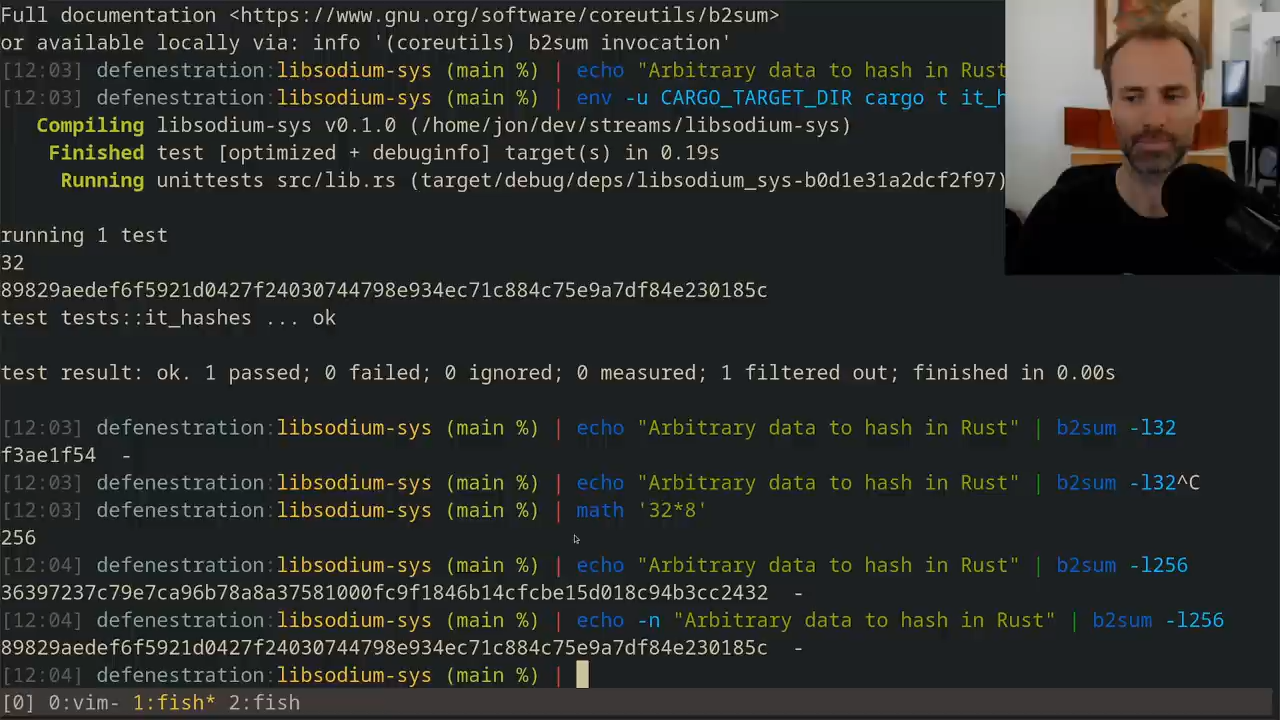 Full documentation <https://www.gnu.org/software/coreutils/b2sum>
or available locally via: info '(coreutils) b2sum invocation'
[12:03] defenestration:libsodium-sys (main %) | echo "Arbitrary data to hash in Rust
[12:03] defenestration:libsodium-sys (main %) | env -u CARGO_TARGET_DIR cargo t it_h
Compiling libsodium-sys v0.1.0 (/home/jon/dev/streams/libsodium-sys)
Finished test [optimized + debuginfo] target(s) in 0.19s
Running unittests src/lib.rs (target/debug/deps/libsodium_sys-b0d1e31a2dcf2f97)
running 1 test
32
89829aedef6f5921d0427f24030744798e934ec71c884c75e9a7df84e230185c
test tests::it_hashes ... ok
test result: ok. 1 passed; 0 failed; 0 ignored; 0 measured; 1 filtered out; finished in 0.00s
[12:03] defenestration:libsodium-sys (main %) | echo "Arbitrary data to hash in Rust" | b2sum -l32
f3ae1f54  -
[12:03] defenestration:libsodium-sys (main %) | echo "Arbitrary data to hash in Rust" | b2sum -l32^C
[12:03] defenestration:libsodium-sys (main %) | math '32*8'
256
[12:04] defenestration:libsodium-sys (main %) | echo "Arbitrary data to hash in Rust" | b2sum -l256
36397237c79e7ca96b78a8a37581000fc9f1846b14cfcbe15d018c94b3cc2432  -
[12:04] defenestration:libsodium-sys (main %) | echo -n "Arbitrary data to hash in Rust" | b2sum -l256
89829aedef6f5921d0427f24030744798e934ec71c884c75e9a7df84e230185c  -
[12:04] defenestration:libsodium-sys (main %) |
[0] 0:vim- 1:fish* 2:fish